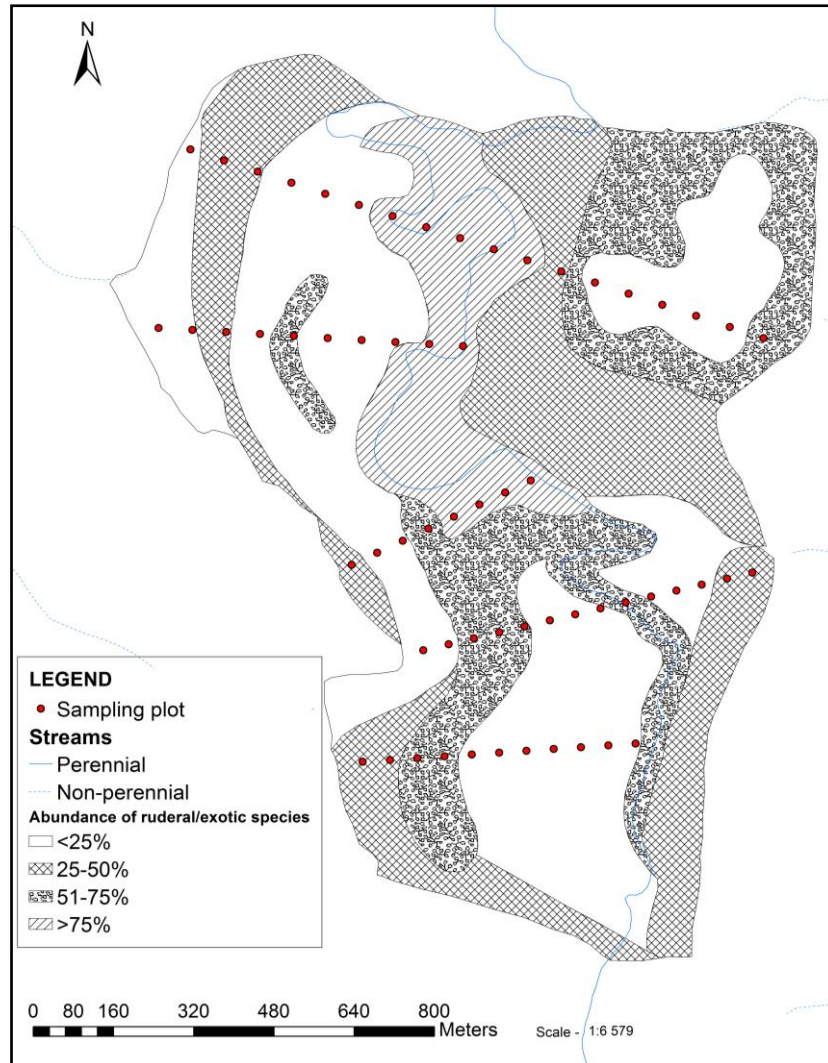 N
LEGEND
Sampling plot
Streams
Perennial
Non-perennial
Abundance of ruderal/exotic species
<25%
25-50%
51-75%
>75%
0 80 160 320 480 640 800
Meters
Scale - 1:6 579